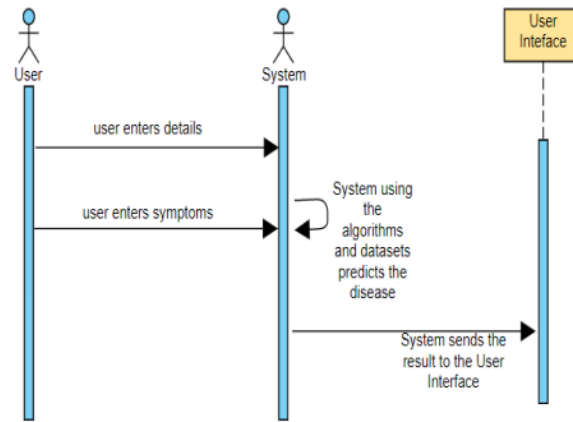 User
System
User
Inteface
user enters details
user enters symptoms
System using
the
algorithms
and datasets
predicts the
disease
System sends the
result to the User
Interface